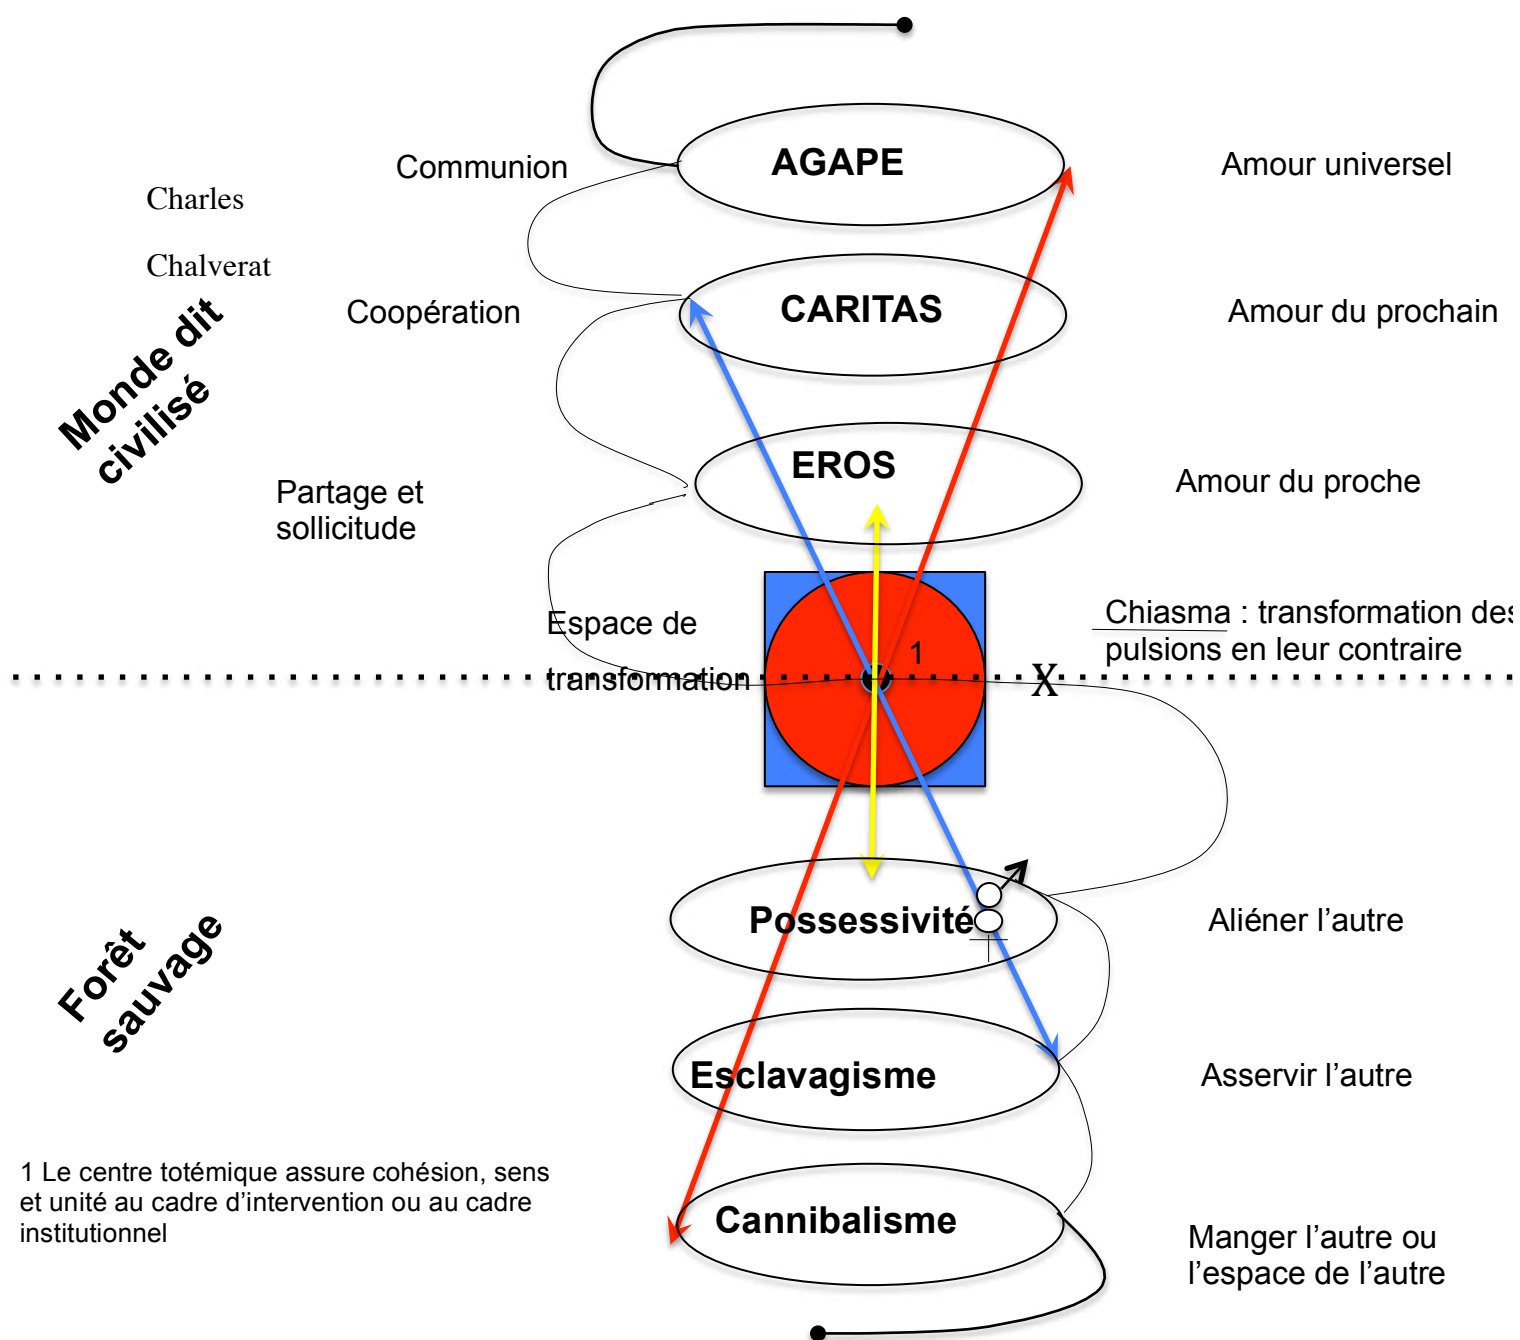 AGAPE
Communion
Amour universel
Charles
Chalverat
CARITAS
Coopération
Amour du prochain
Monde dit
civilisé
EROS
Partage et
sollicitude
Amour du proche
Espace de
transformation
1
X
Chiasma : transformation des
pulsions en leur contraire
Possessivité
Aliéner l’autre
Forêt
sauvage
Esclavagisme
Asservir l’autre
1 Le centre totémique assure cohésion, sens
et unité au cadre d’intervention ou au cadre
institutionnel
Cannibalisme
Manger l’autre ou
l’espace de l’autre